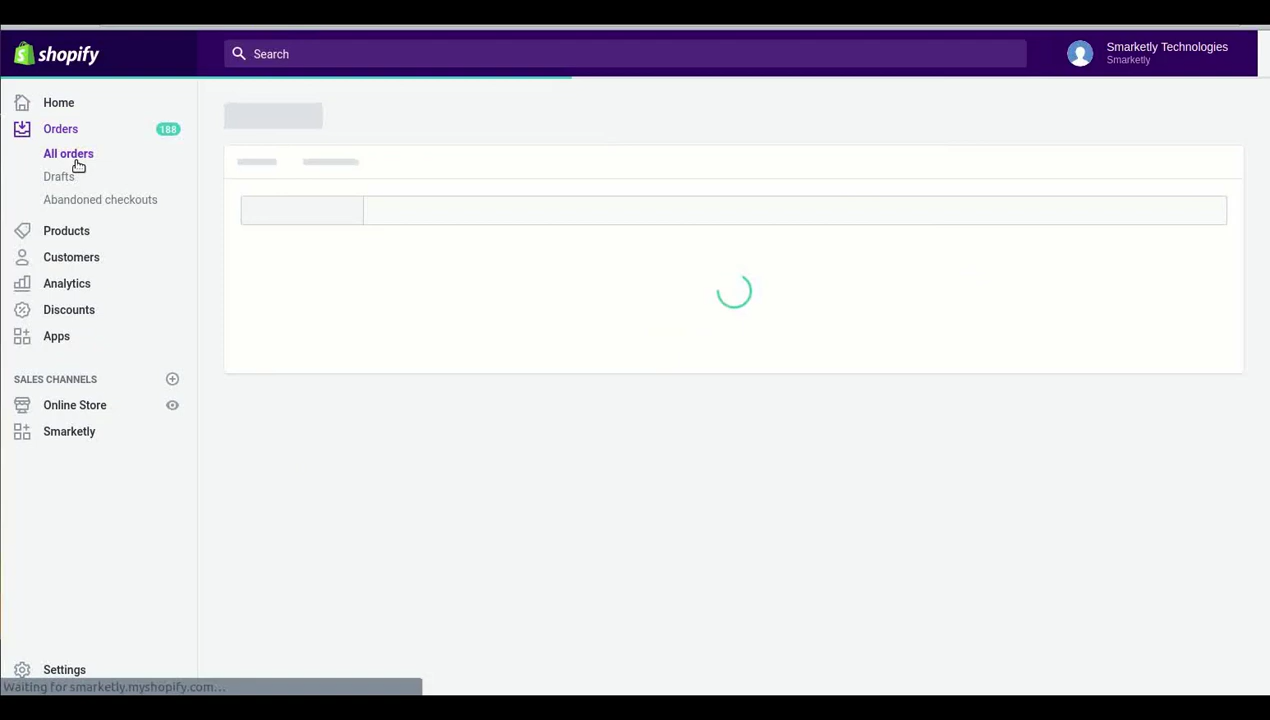 shopify
Search
Smarketly Technologies
Smarketly
Home
Orders
188
All orders
Drafts
Abandoned checkouts
Products
Customers
Analytics
Discounts
Apps
SALES CHANNELS
Online Store
Smarketly
Settings
Waiting for smarketly.myshopify.com...